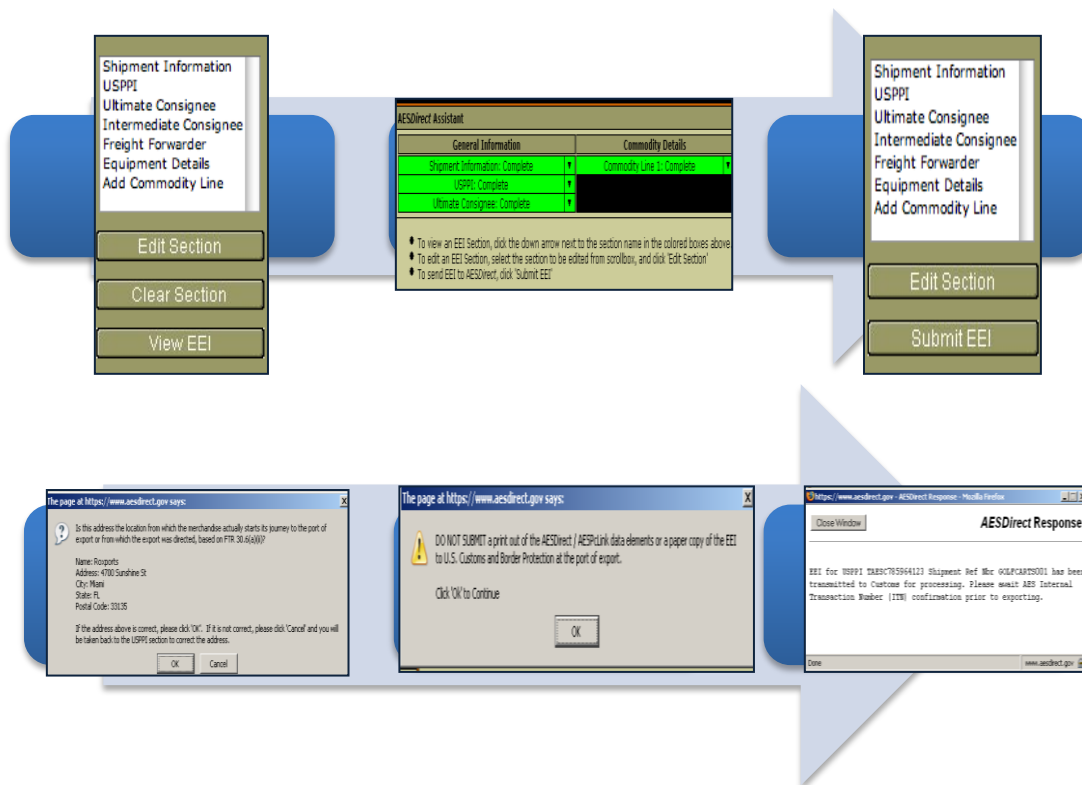 Shipment Information
USPPI
Ultimate Consignee
Intermediate Consignee
Freight Forwarder
Equipment Details
Add Commodity Line
Edit Section
Clear Section
View EEI
AESDirect Assistant
General Information
Commodity Details
Shipment Information: Complete
Commodity Line 1: Complete
USPPI: Complete
Ultimate Consignee: Complete
To view an EEI Section, click the down arrow next to the section name in the colored boxes above.
To edit an EEI Section, select the section to be edited from scrollbox, and click 'Edit Section'
To send EEI to AESDirect, click 'Submit EEI'
Shipment Information
USPPI
Ultimate Consignee
Intermediate Consignee
Freight Forwarder
Equipment Details
Add Commodity Line
Edit Section
Submit EEI
The page at https://www.aesdirect.gov says:
X
Is this address the location from which the merchandise actually starts its journey to the port of
export or from which the export was directed, based on FTR 30.6(a)(i)?
Name: Roxports
Address: 4700 Sunshine St
City: Miami
State: FL
Postal Code: 33135
If the address above is correct, please click 'OK'. If it is not correct, please click 'Cancel' and you will
be taken back to the USPPI section to correct the address.
OK
Cancel
The page at https://www.aesdirect.gov says:
X
DO NOT SUBMIT a print out of the AESDirect / AESPcLink data elements or a paper copy of the EEI
to U.S. Customs and Border Protection at the port of export.
Click 'Ok' to Continue
OK
https://www.aesdirect.gov - AESDirect Response - Mozilla Firefox
Close Window
AESDirect Response
EEI for USPPI TAESC785964123 Shipment Ref Nbr GOLFCARTS001 has been
transmitted to Customs for processing. Please await AES Internal
Transaction Number (ITN) confirmation prior to exporting.
Done
www.aesdirect.gov